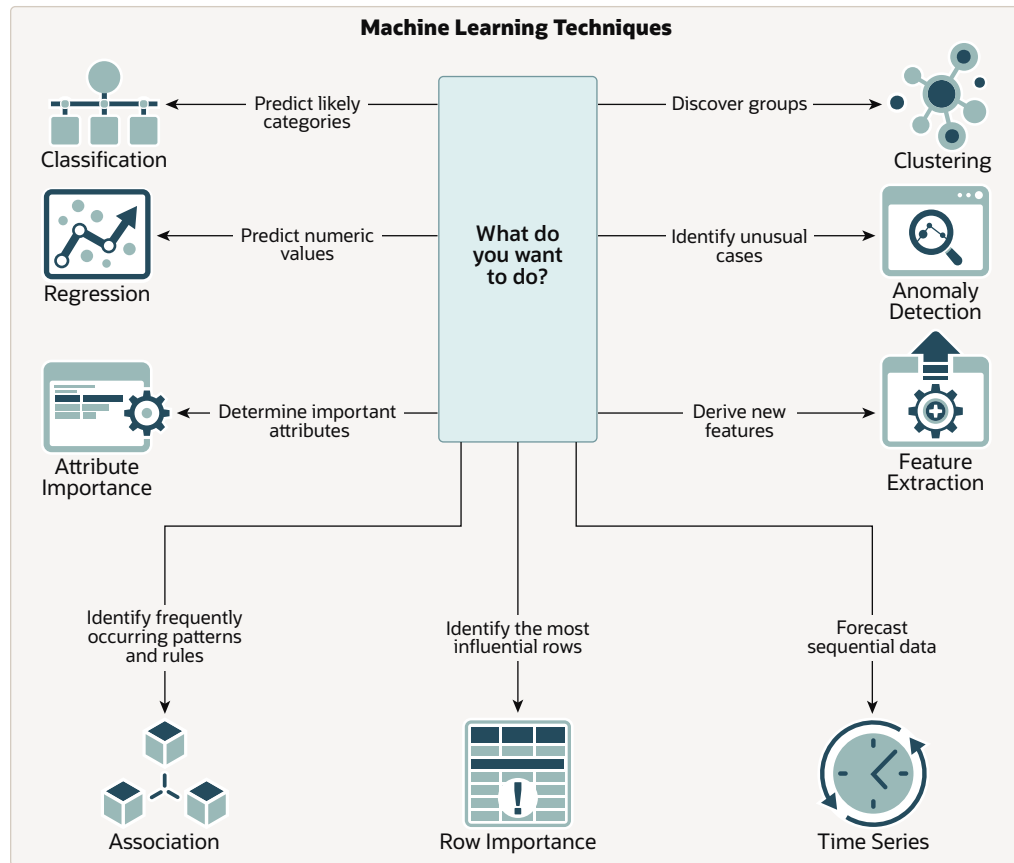 Machine Learning Techniques
Predict likely
categories
Classification
Discover groups
Clustering
What do
you want
to do?
Predict numeric
values
Regression
Identify unusual
cases
Anomaly
Detection
Determine important
attributes
Attribute
Importance
Derive new
features
Feature
Extraction
Identify frequently
occurring patterns
and rules
Association
Identify the most
influential rows
!
Row Importance
Forecast
sequential data
Time Series